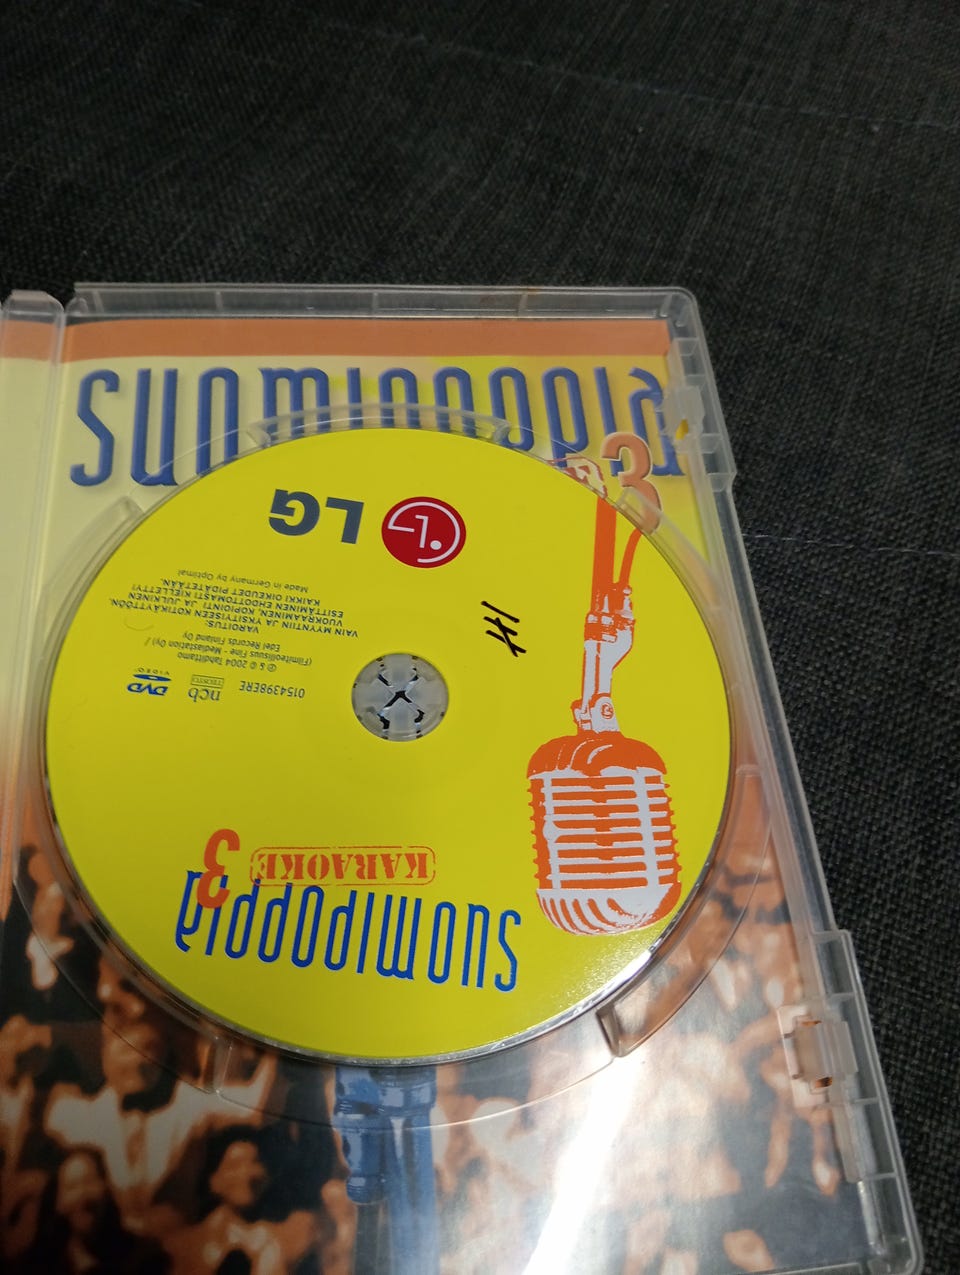 suomipoppia
3
suomipoppia
3
KARAOKE
0154398ERE
ncb
TEOSTO
DVD
VIDEO
℗ & © 2004 Tahdittamo
(Filmiteollisuus Fine - Mediastation Oy) /
Edel Records Finland Oy
VAROITUS:
VAIN MYYNTIIN JA YKSITYISEEN KOTIKÄYTTÖÖN.
VUOKRAAMINEN, KOPIOINTI JA JULKINEN
ESITTÄMINEN EHDOTTOMASTI KIELLETTY!
KAIKKI OIKEUDET PIDÄTETÄÄN.
Made in Germany by Optimal
LG